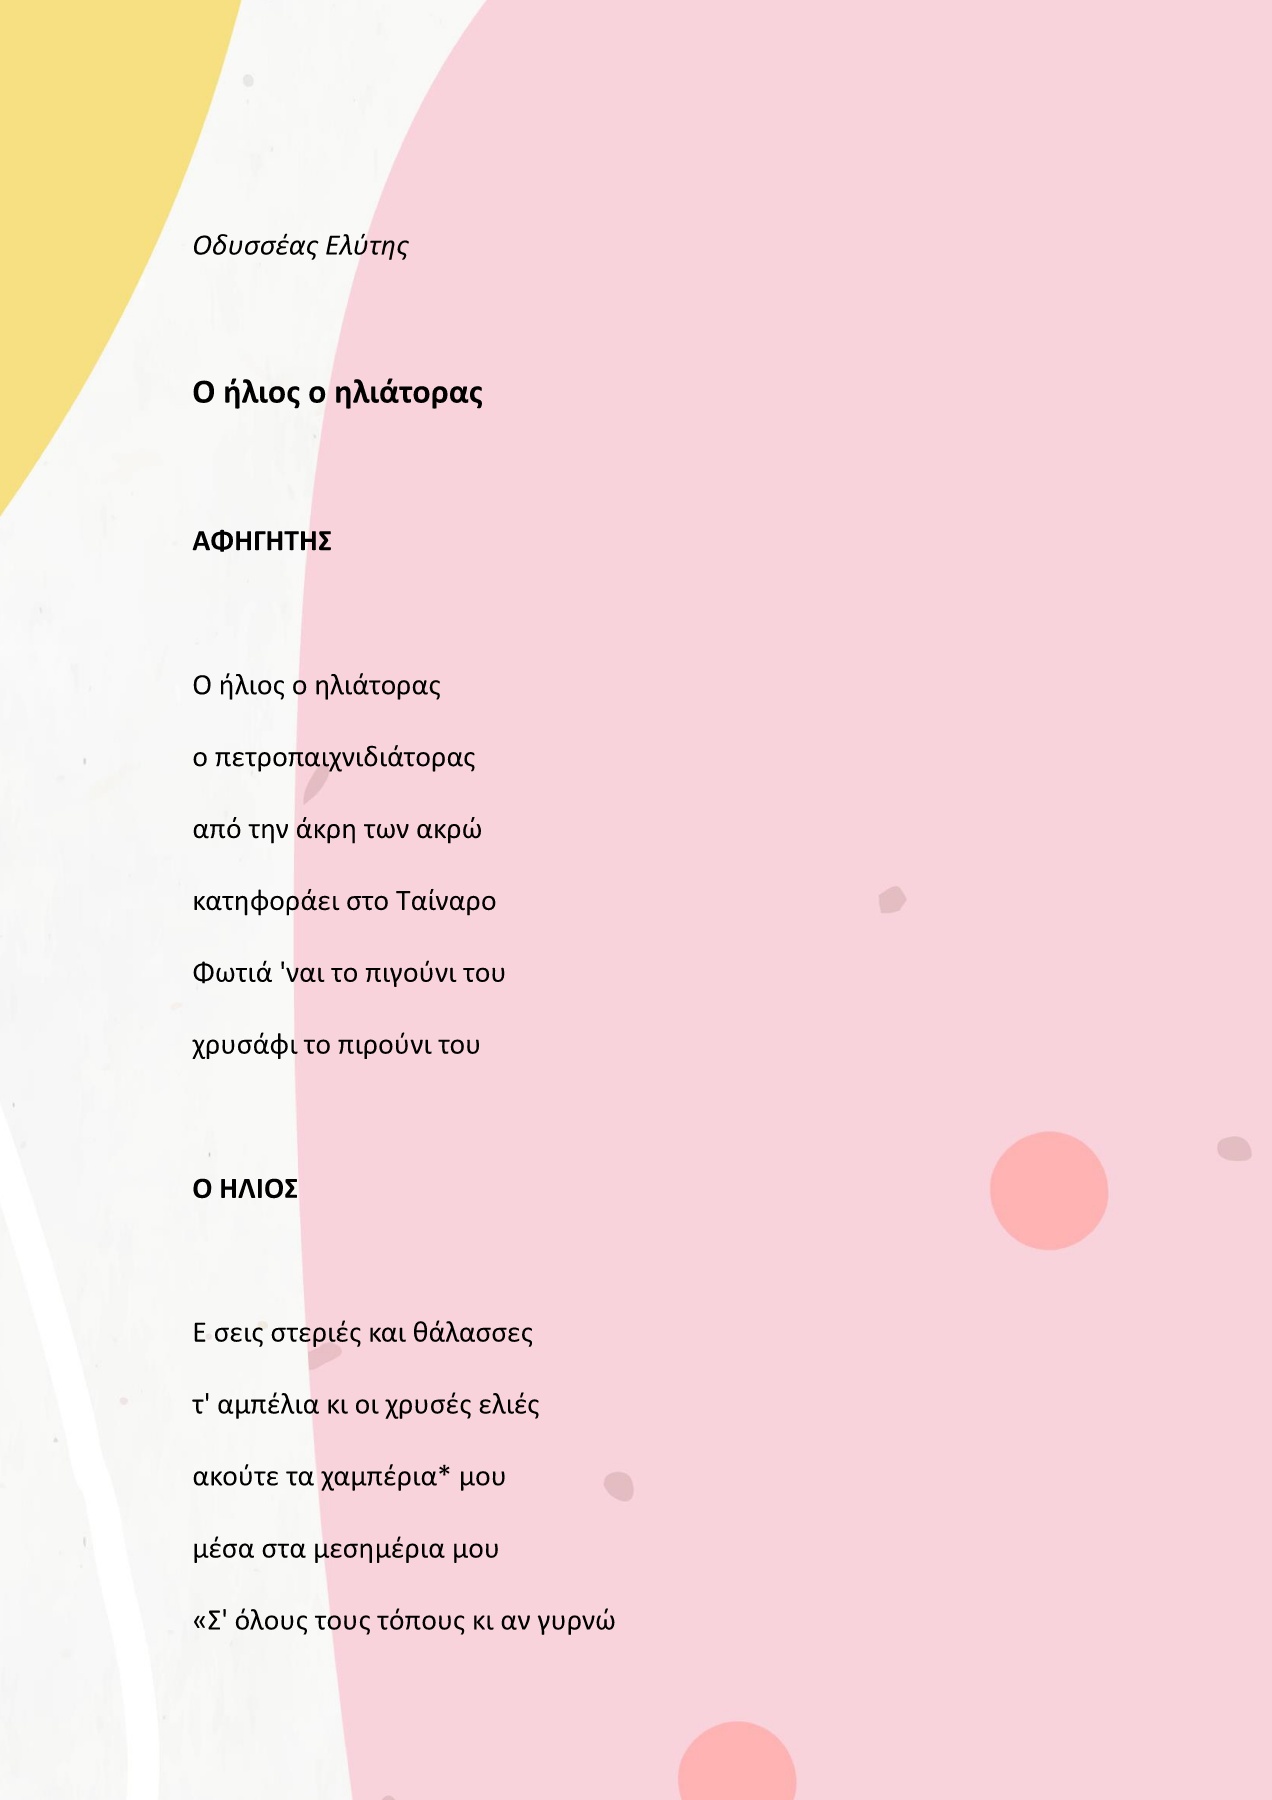 Οδυσσέας Ελύτης
Ο ήλιος ο ηλιάτορας
ΑΦΗΓΗΤΗΣ
Ο ήλιος ο ηλιάτορας
ο πετροπαιχνιδιάτορας
από την άκρη των ακρώ
κατηφοράει στο Ταίναρο
Φωτιά 'ναι το πιγούνι του
χρυσάφι το πιρούνι του
Ο ΗΛΙΟΣ
Ε σεις στεριές και θάλασσες
τ' αμπέλια κι οι χρυσές ελιές
ακούτε τα χαμπέρια* μου
μέσα στα μεσημέρια μου
«Σ' όλους τους τόπους κι αν γυρνώ